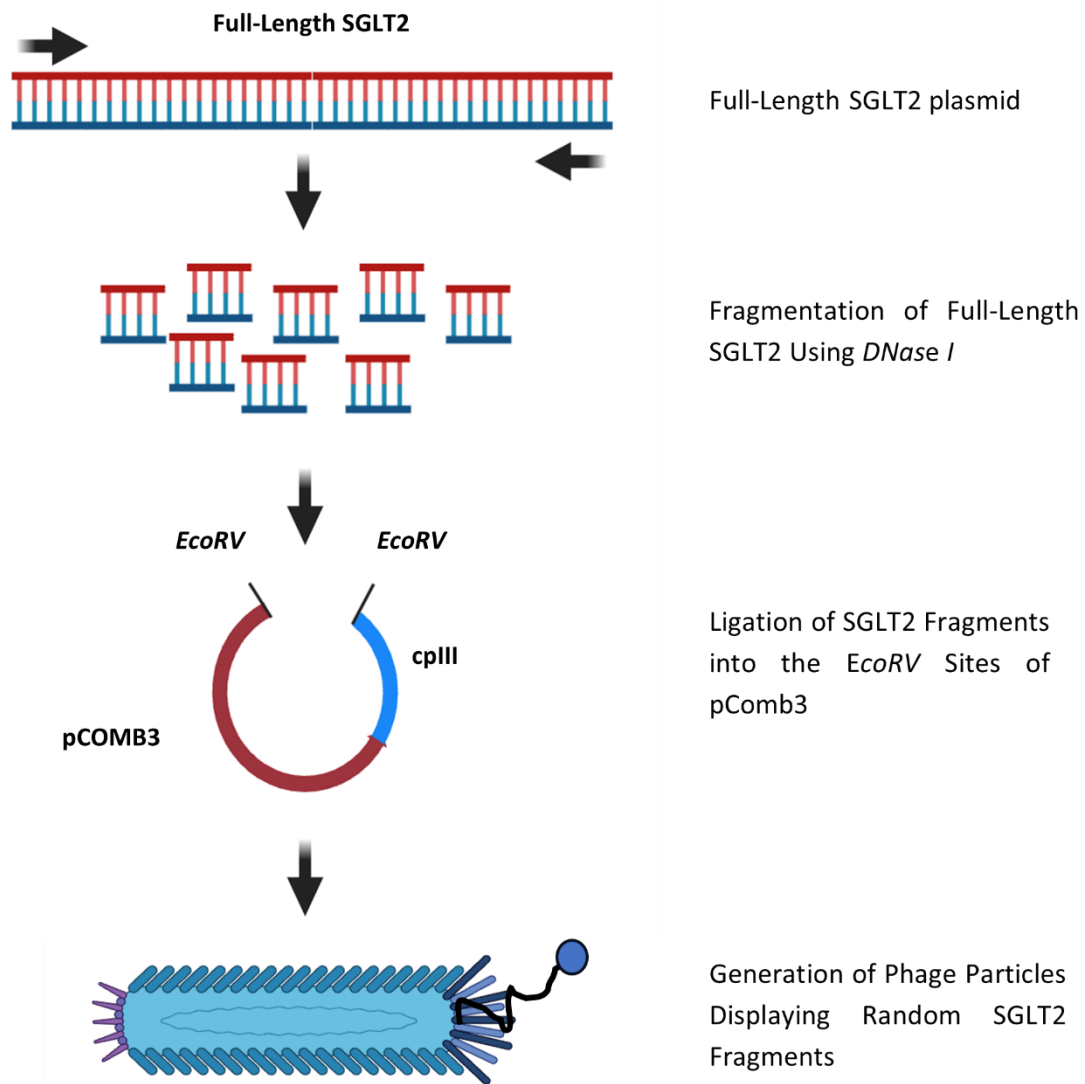 Full-Length SGLT2
Full-Length SGLT2 plasmid
Fragmentation of Full-Length
SGLT2 Using DNase I
EcoRV
EcoRV
cpIII
pCOMB3
Ligation of SGLT2 Fragments
into the EcoRV Sites of
pComb3
Generation of Phage Particles
Displaying Random SGLT2
Fragments